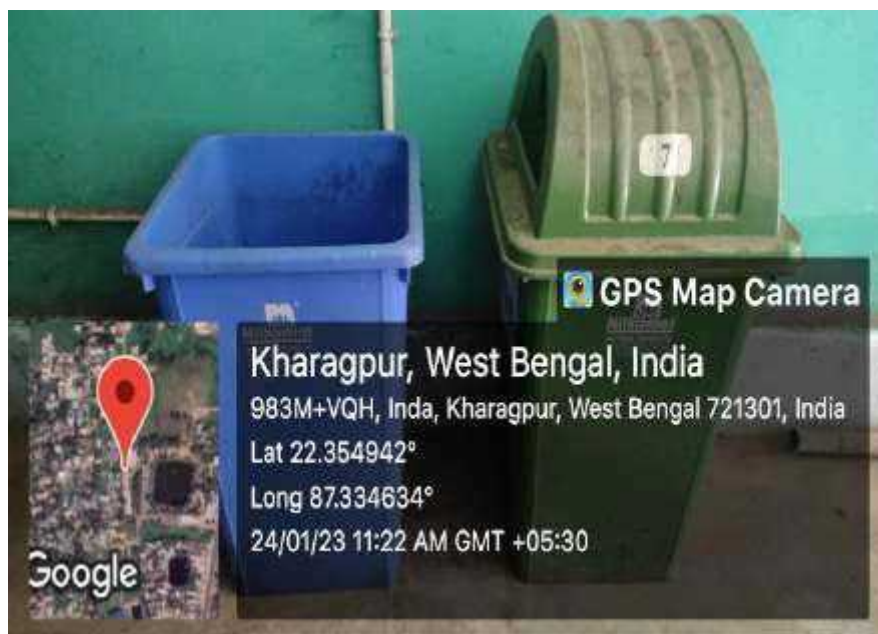 7
GPS Map Camera
Kharagpur, West Bengal, India
983M+VQH, Inda, Kharagpur, West Bengal 721301, India
Lat 22.354942°
Long 87.334634°
24/01/23 11:22 AM GMT +05:30
Google